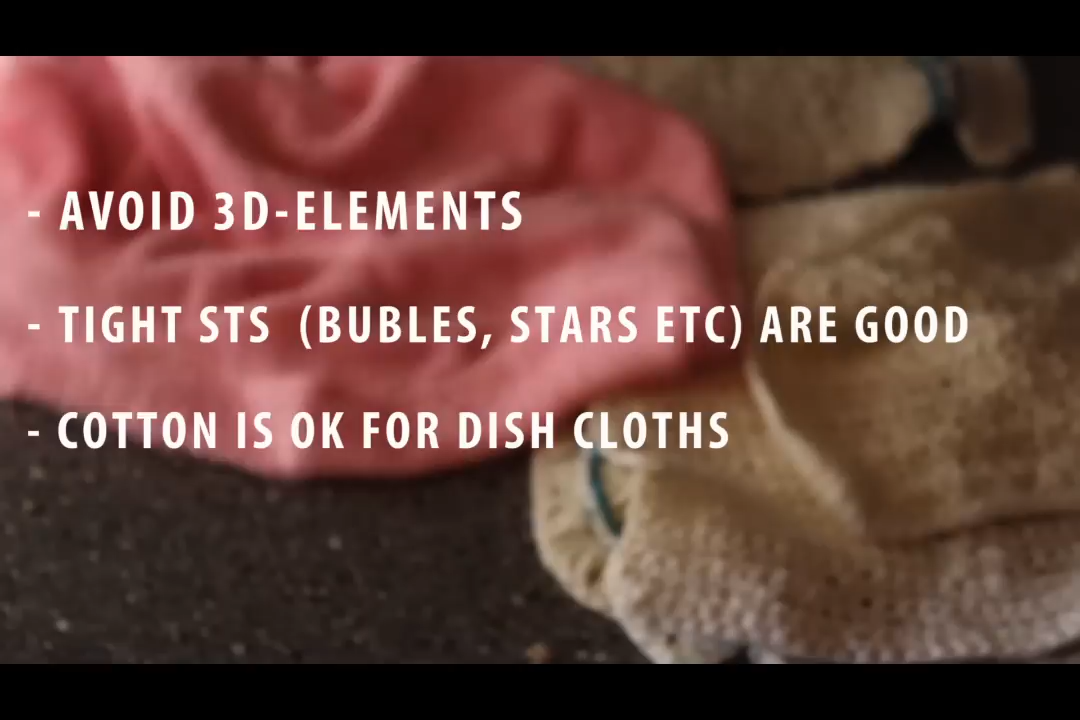 - AVOID 3D-ELEMENTS
- TIGHT STS (BUBLES, STARS ETC) ARE GOOD
- COTTON IS OK FOR DISH CLOTHS